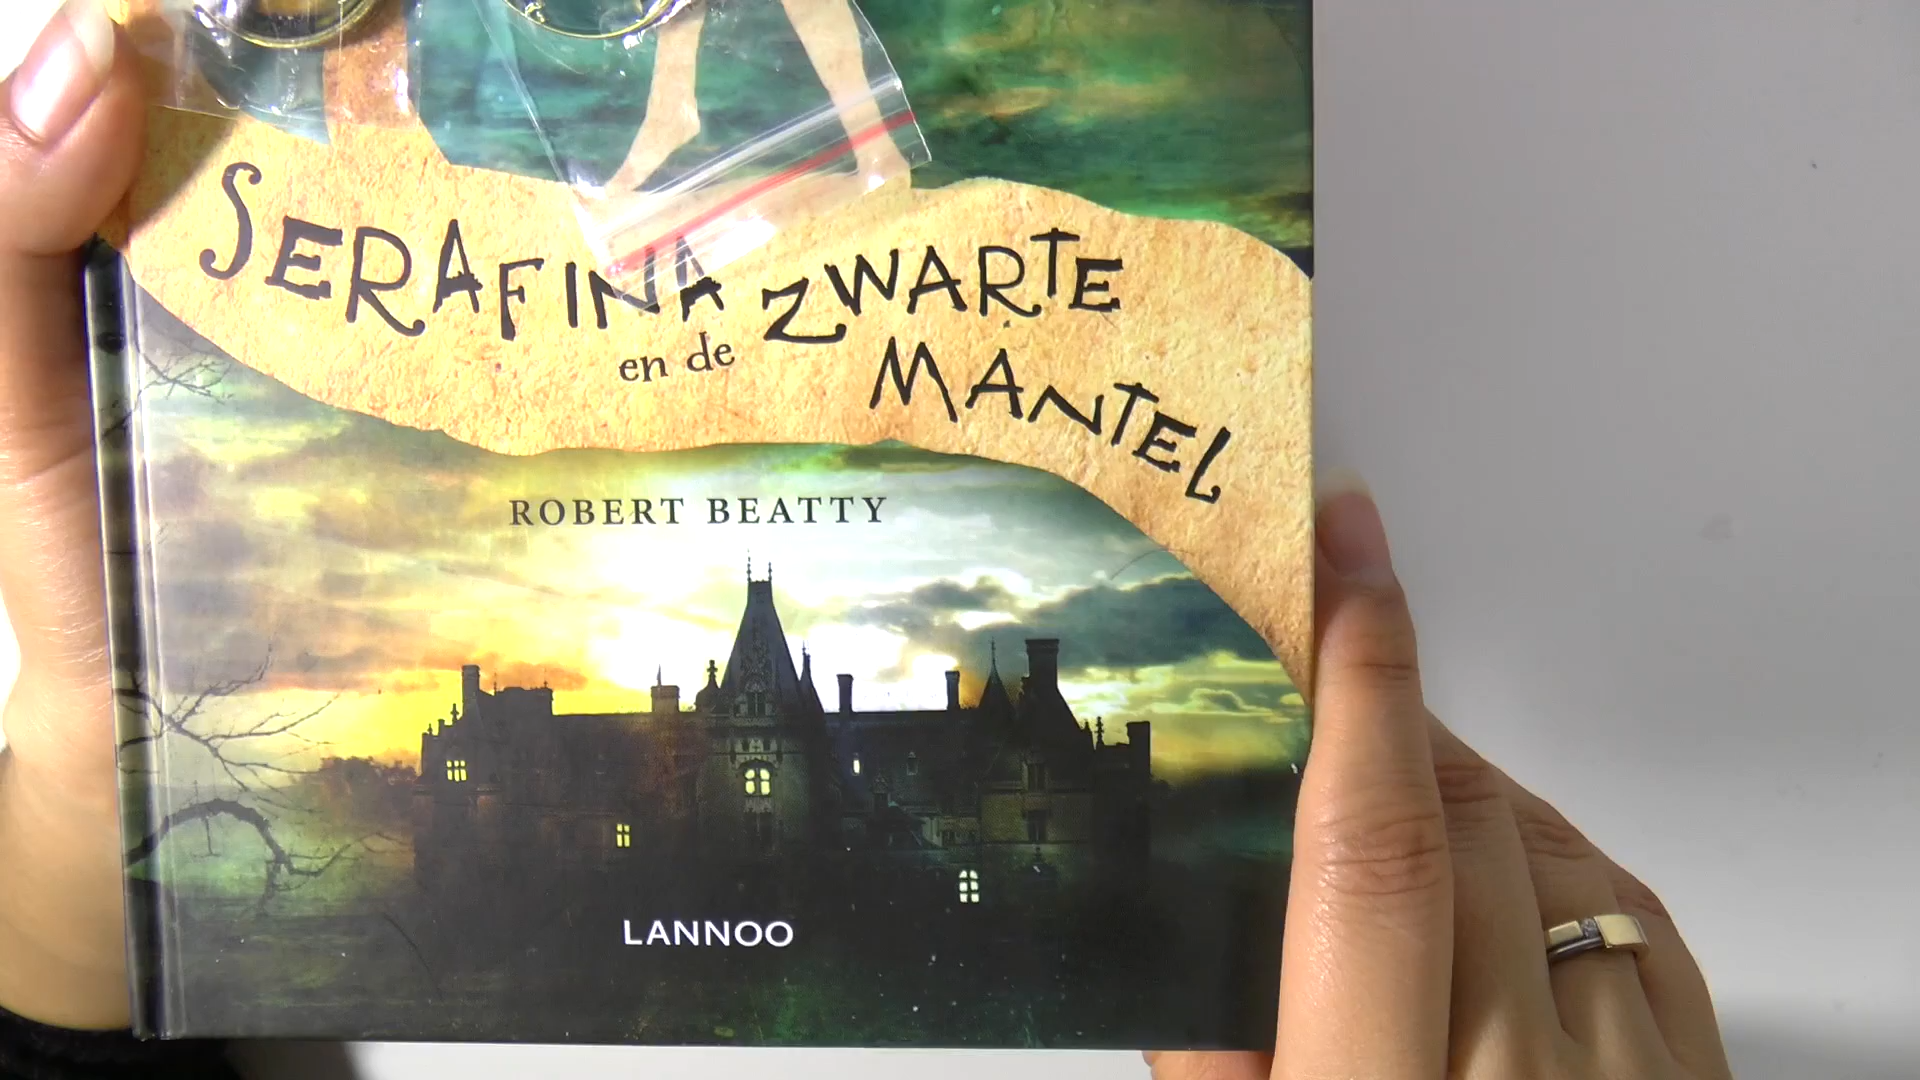 SERAFINA
en de ZWARTE
MANTEL
ROBERT BEATTY
LANNOO